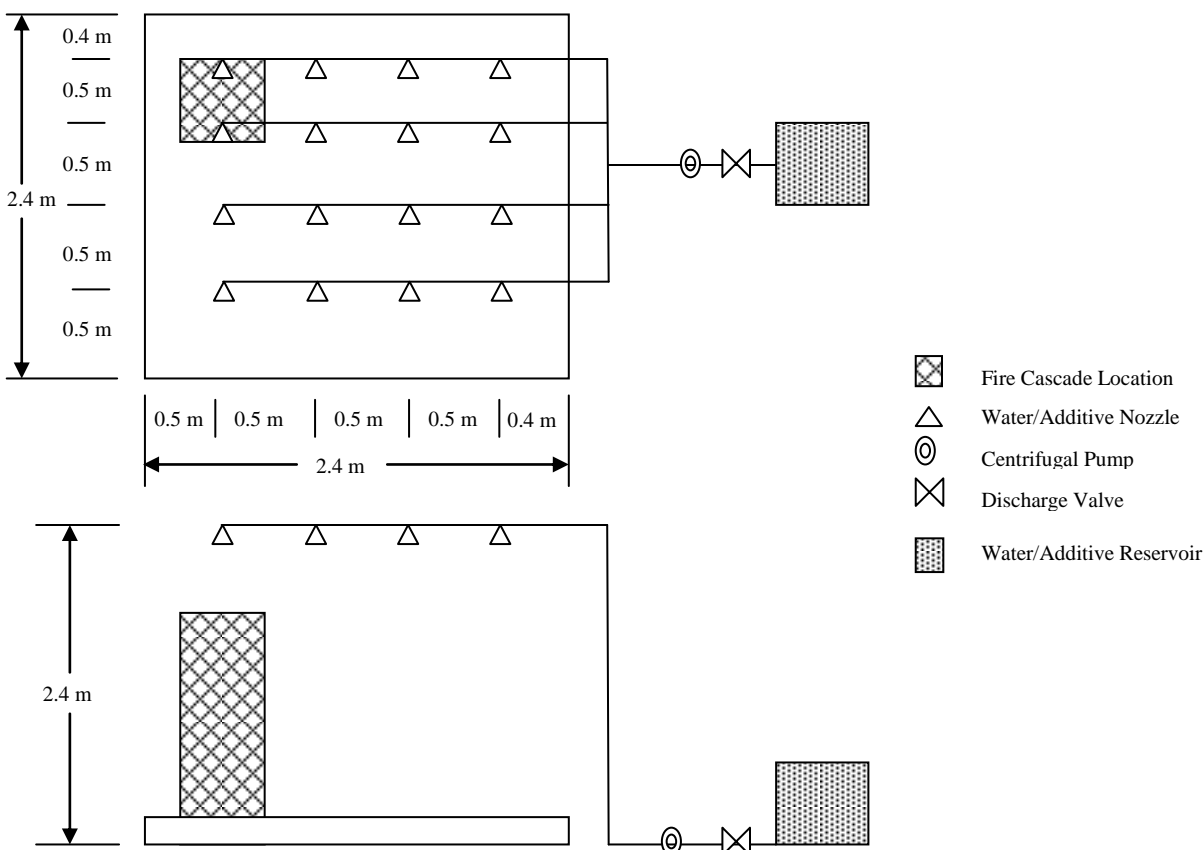 0.4 m
0.5 m
0.5 m
2.4 m
0.5 m
0.5 m
0.5 m 0.5 m 0.5 m 0.5 m 0.4 m
2.4 m
Fire Cascade Location
Water/Additive Nozzle
Centrifugal Pump
Discharge Valve
Water/Additive Reservoir
2.4 m